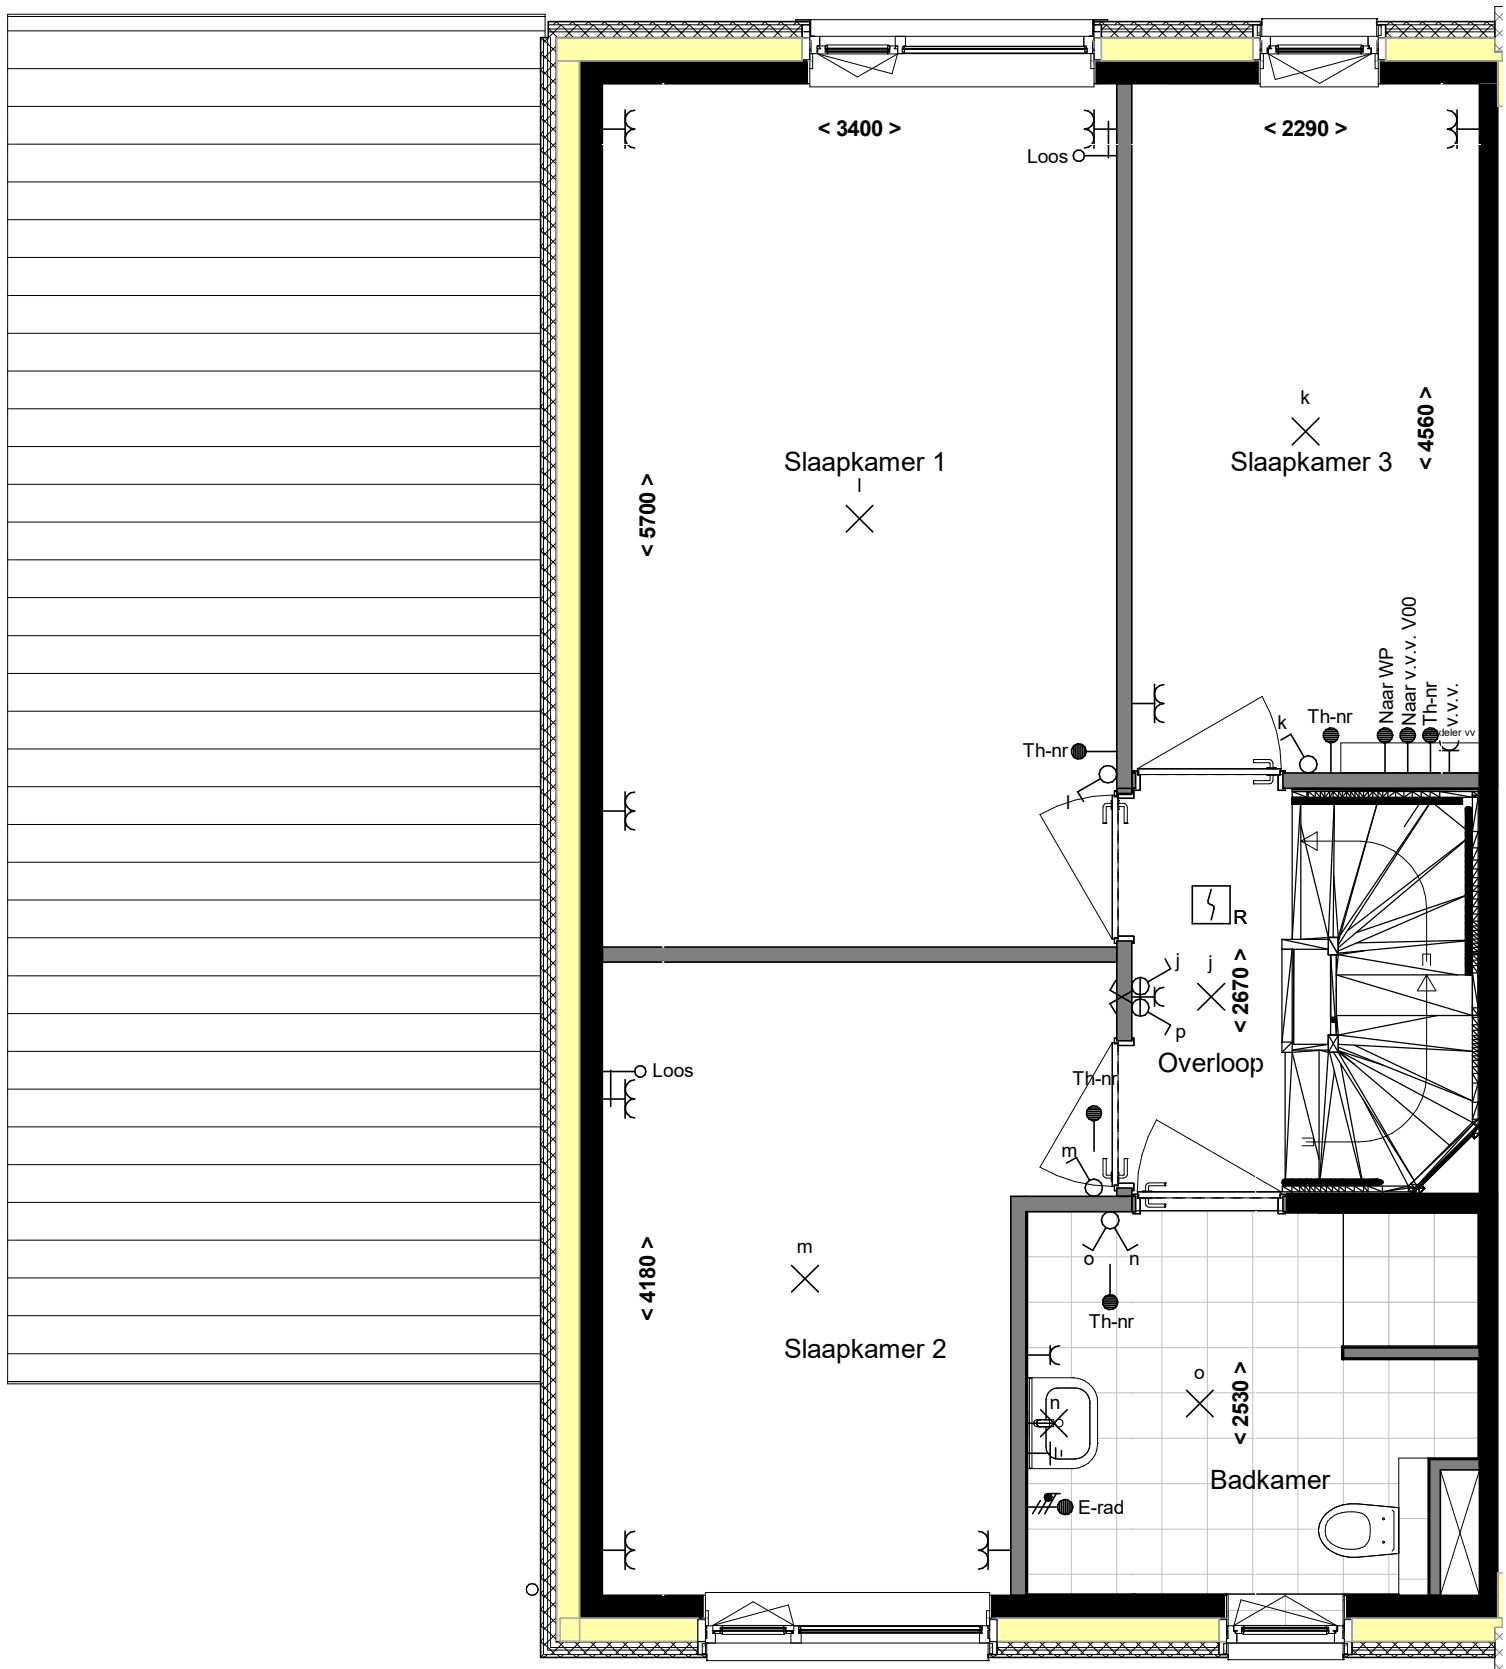 < 3400 >
< 2290 >
Loos
k
< 4560 >
Slaapkamer 1
Slaapkamer 3
l
< 5700 >
Naar WP
Naar v.v.v. V00
Th-nr
v.v.v.
k
Th-nr
Th-nr
l
R
j
j
< 2670 >
p
Overloop
Loos
Th-nr
m
m
< 4180 >
o
n
Th-nr
Slaapkamer 2
o
< 2530 >
n
Badkamer
E-rad